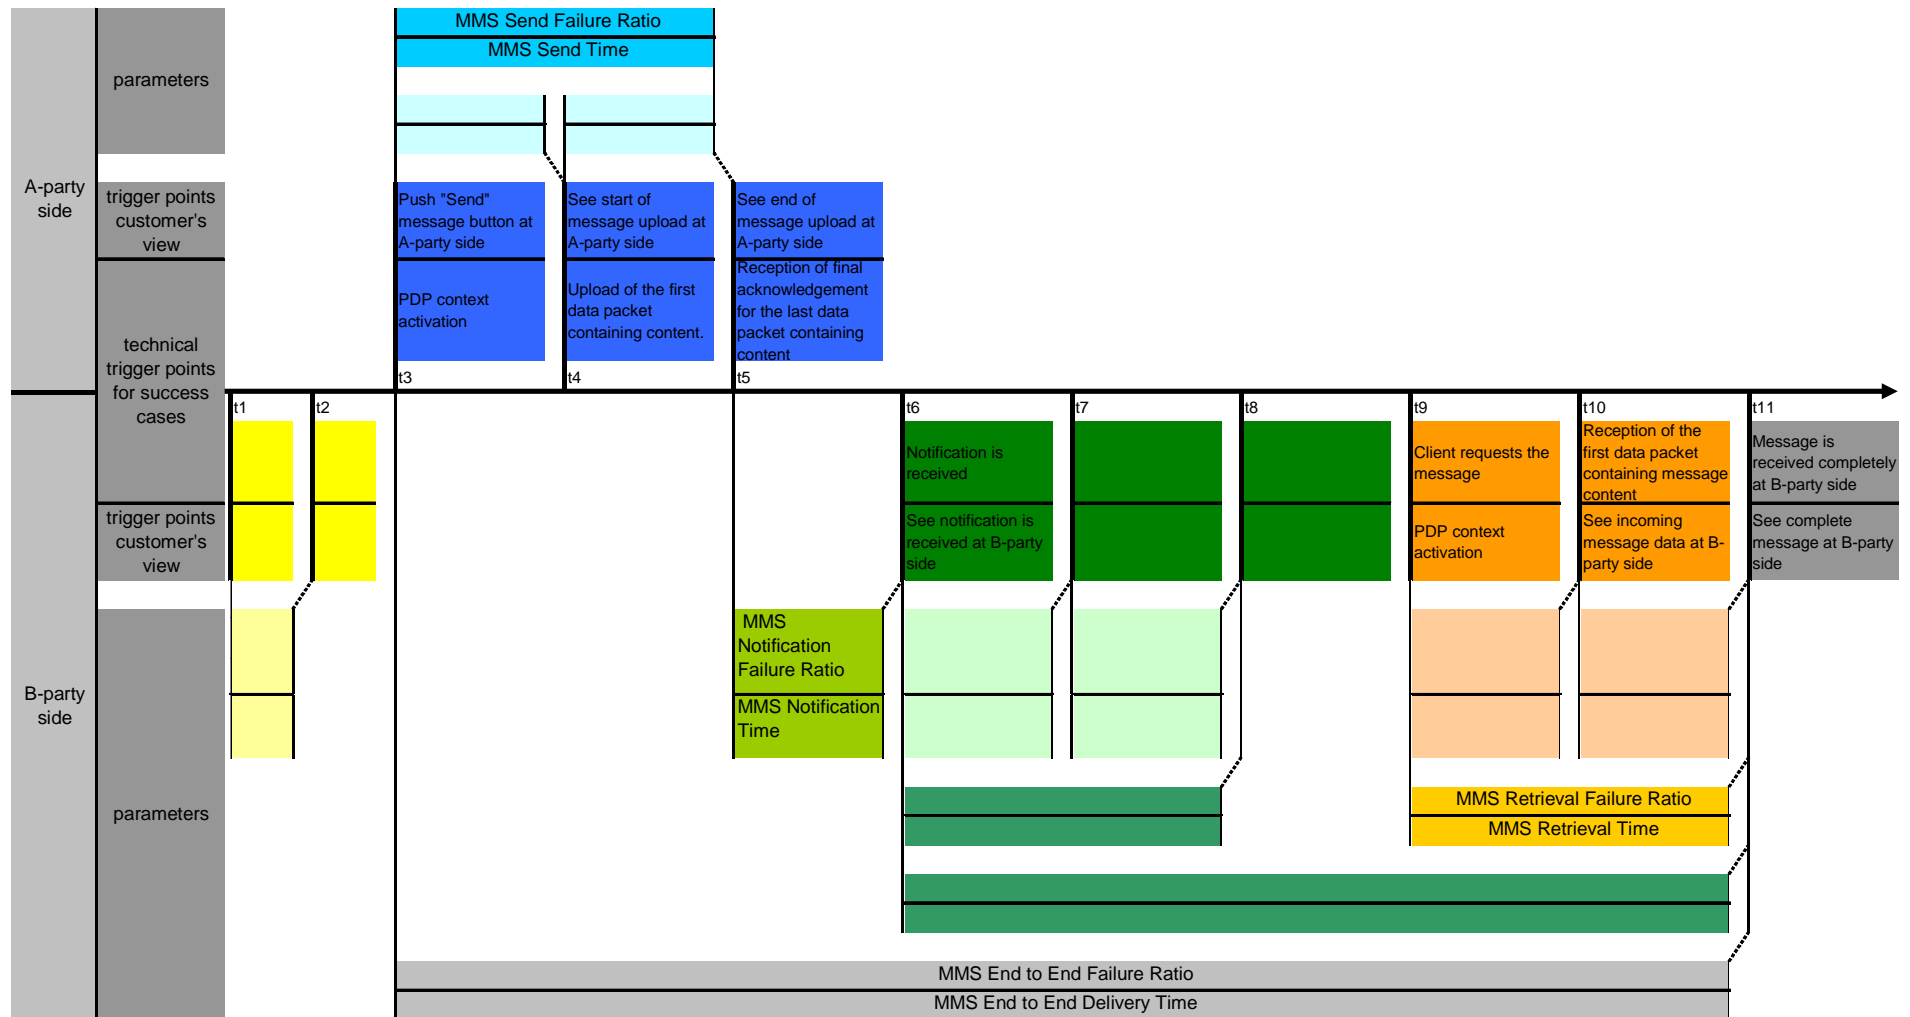 MMS Send Failure Ratio
MMS Send Time
parameters
A-party
side
trigger points
customer's
view
Push "Send"
message button at
A-party side
See start of
message upload at
A-party side
See end of
message upload at
A-party side
technical
trigger points
for success
cases
PDP context
activation
Upload of the first
data packet
containing content.
Reception of final
acknowledgement
for the last data
packet containing
content
t3
t4
t5
t1
t2
t6
t7
t8
t9
t10
t11
Notification is
received
Client requests the
message
Reception of the
first data packet
containing message
content
Message is
received completely
at B-party side
trigger points
customer's
view
See notification is
received at B-party
side
PDP context
activation
See incoming
message data at B-
party side
See complete
message at B-party
side
B-party
side
parameters
MMS
Notification
Failure Ratio
MMS Notification
Time
MMS Retrieval Failure Ratio
MMS Retrieval Time
MMS End to End Failure Ratio
MMS End to End Delivery Time